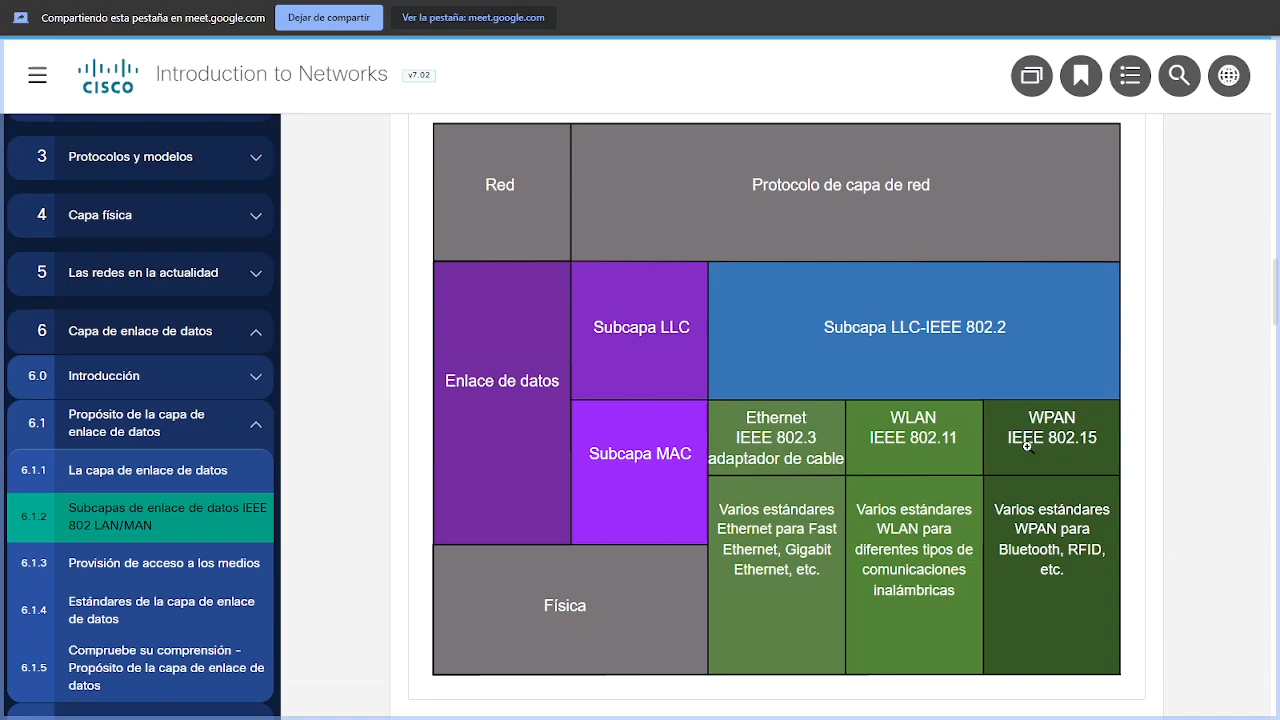 Compartiendo esta pestaña en meet.google.com
Dejar de compartir
Ver la pestaña: meet.google.com
CISCO
Introduction to Networks
v7.02
3 Protocolos y modelos
4 Capa física
5 Las redes en la actualidad
6 Capa de enlace de datos
6.0 Introducción
6.1 Propósito de la capa de
enlace de datos
6.1.1 La capa de enlace de datos
6.1.2 Subcapas de enlace de datos IEEE
802 LAN/MAN
6.1.3 Provisión de acceso a los medios
6.1.4 Estándares de la capa de enlace
de datos
6.1.5 Compruebe su comprensión -
Propósito de la capa de enlace de
datos
Red
Protocolo de capa de red
Enlace de datos
Subcapa LLC
Subcapa LLC-IEEE 802.2
Subcapa MAC
Ethernet
IEEE 802.3
adaptador de cable
WLAN
IEEE 802.11
WPAN
IEEE 802.15
Física
Varios estándares
Ethernet para Fast
Ethernet, Gigabit
Ethernet, etc.
Varios estándares
WLAN para
diferentes tipos de
comunicaciones
inalámbricas
Varios estándares
WPAN para
Bluetooth, RFID,
etc.